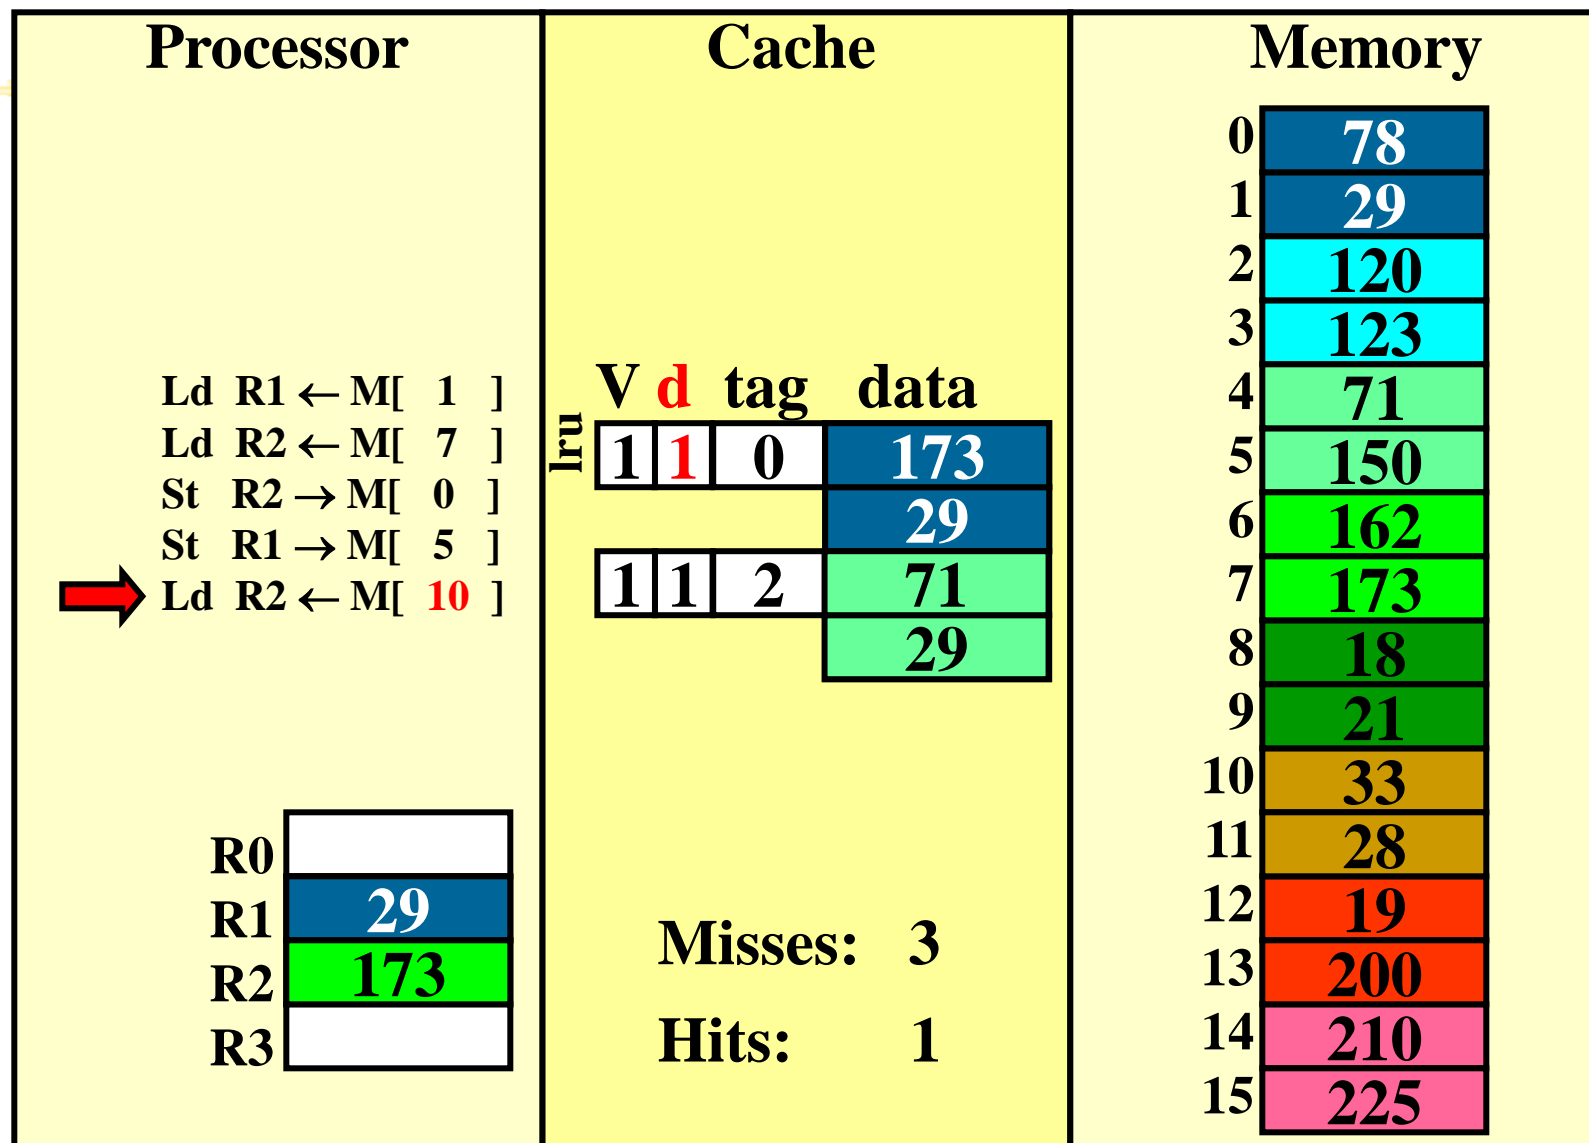 Processor
Cache
Memory
Ld R1 ← M[ 1 ]
Ld R2 ← M[ 7 ]
St R2 → M[ 0 ]
St R1 → M[ 5 ]
Ld R2 ← M[ 10 ]
R0
R1 29
R2 173
R3
V d tag data
lru
1 1 0 173
29
1 1 2 71
29
Misses: 3
Hits: 1
0 78
1 29
2 120
3 123
4 71
5 150
6 162
7 173
8 18
9 21
10 33
11 28
12 19
13 200
14 210
15 225